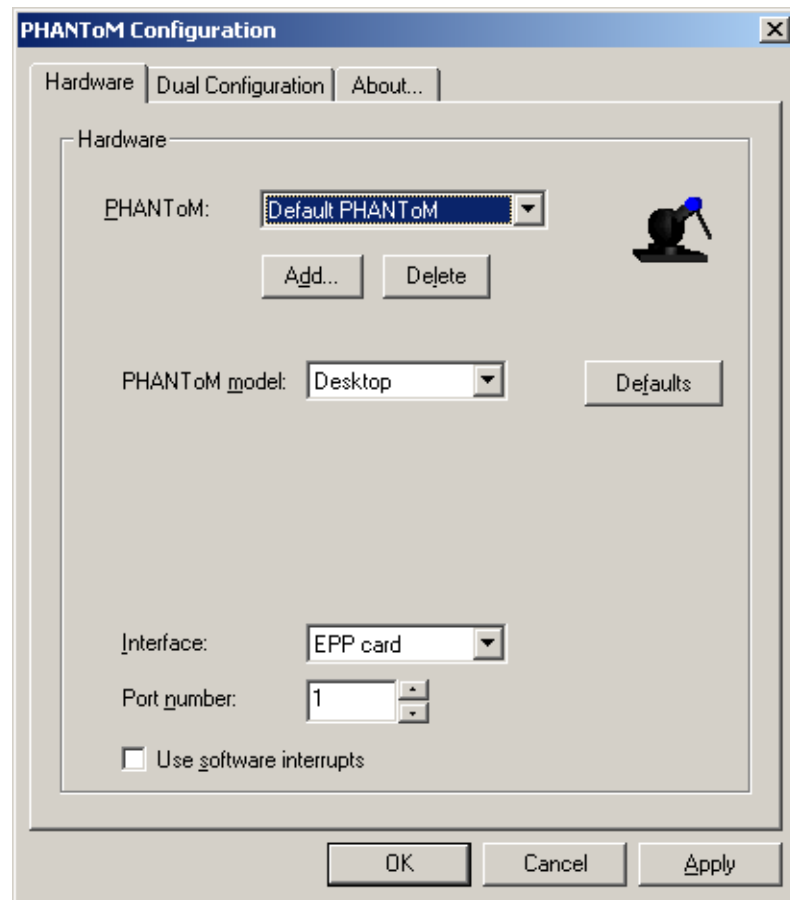 PHANToM Configuration
Hardware Dual Configuration About...
Hardware
PHANToM: Default PHANToM
Add... Delete
PHANToM model: Desktop Defaults
Interface: EPP card
Port number: 1
Use software interrupts
OK Cancel Apply